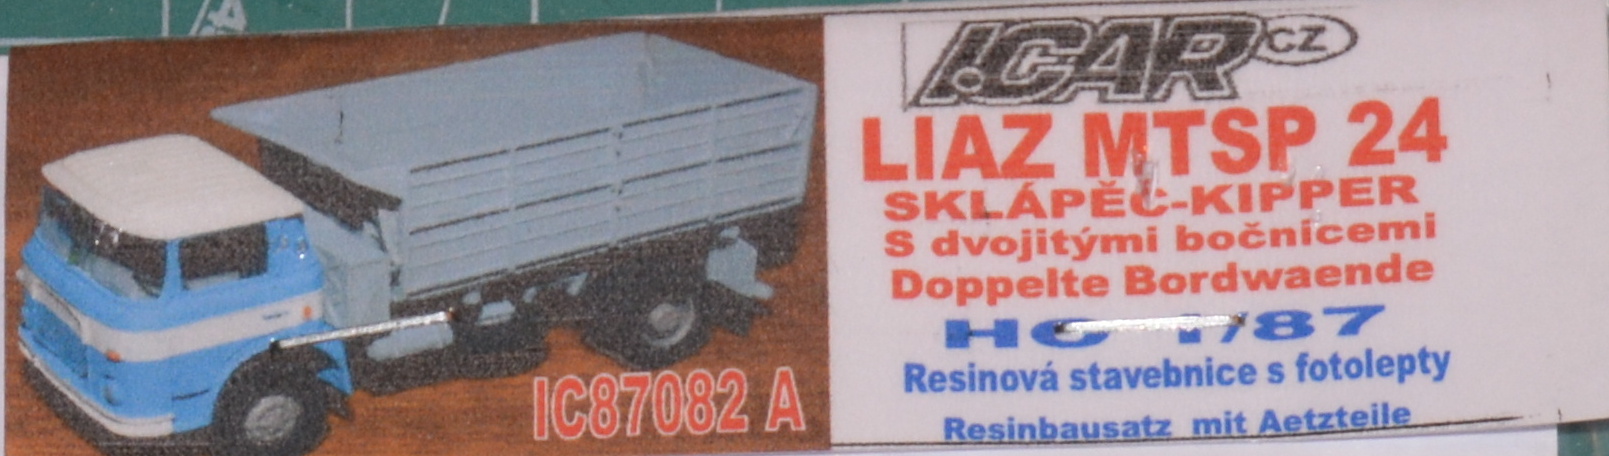 I.CAR CZ
LIAZ MTSP 24
SKLÁPĚČ-KIPPER
S dvojitými bočnicemi
Doppelte Bordwaende
HO 1/87
Resinová stavebnice s fotolepty
Resinbausatz mit Aetzteile
IC87082 A